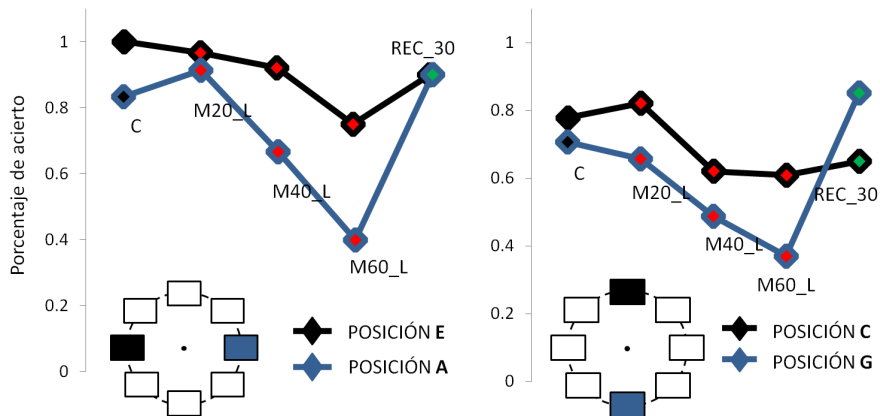 Porcentaje de acierto
1
0.8
0.6
0.4
0.2
0
C
M20_L
M40_L
M60_L
REC_30
POSICIÓN E
POSICIÓN A
1
0.8
0.6
0.4
0.2
0
C
M20_L
M40_L
M60_L
REC_30
POSICIÓN C
POSICIÓN G